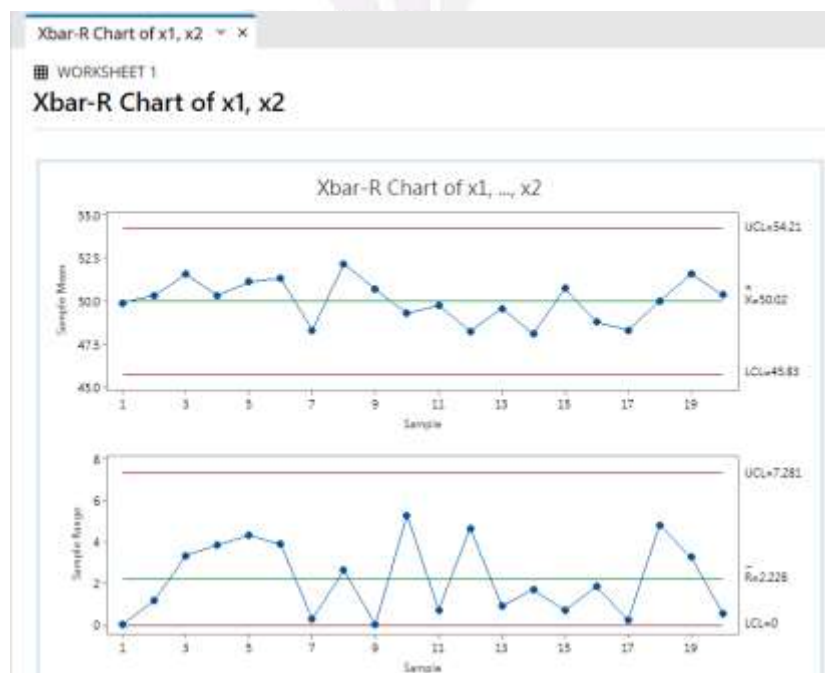 Xbar-R Chart of x1, x2
WORKSHEET 1
Xbar-R Chart of x1, x2
Xbar-R Chart of x1, ..., x2
55.0
52.5
50.0
47.5
45.0
Sample Mean
UCL=54.21
X=50.02
LCL=45.83
1 3 5 7 9 11 13 15 17 19
Sample
8
6
4
2
0
Sample Range
UCL=7.281
R=2.228
LCL=0
1 3 5 7 9 11 13 15 17 19
Sample